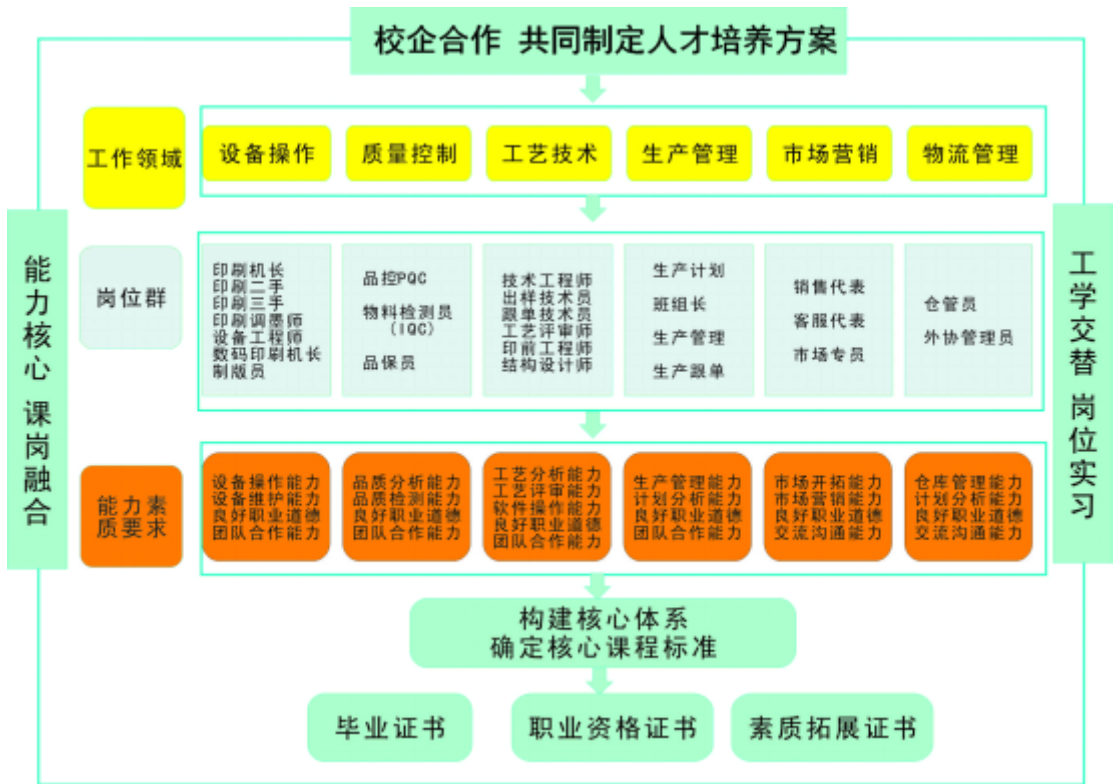 校企合作 共同制定人才培养方案
工作领域
设备操作
质量控制
工艺技术
生产管理
市场营销
物流管理
能力核心 课岗融合
工学交替 岗位实习
岗位群
印刷机长
印刷二手
印刷三手
印刷调墨师
设备工程师
数码印刷机长
制版员
品控PQC
物料检测员
(IQC)
品保员
技术工程师
出样技术员
跟单技术员
工艺评审师
印前工程师
结构设计师
生产计划
班组长
生产管理
生产跟单
销售代表
客服代表
市场专员
仓管员
外协管理员
能力素
质要求
设备操作能力
设备维护能力
良好职业道德
团队合作能力
品质分析能力
品质检测能力
良好职业道德
团队合作能力
工艺分析能力
工艺评审能力
软件操作能力
良好职业道德
团队合作能力
生产管理能力
计划分析能力
良好职业道德
团队合作能力
市场开拓能力
市场营销能力
良好职业道德
交流沟通能力
仓库管理能力
计划分析能力
良好职业道德
交流沟通能力
构建核心体系
确定核心课程标准
毕业证书
职业资格证书
素质拓展证书